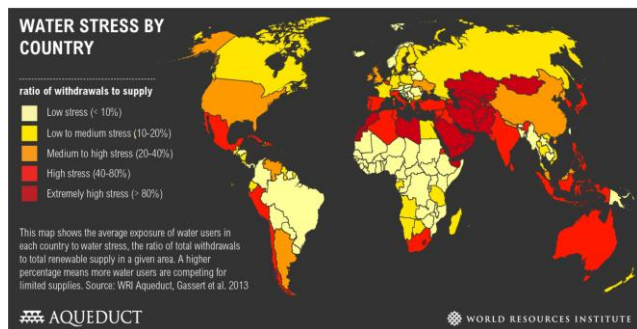 WATER STRESS BY
COUNTRY
ratio of withdrawals to supply
Low stress (< 10%)
Low to medium stress (10-20%)
Medium to high stress (20-40%)
High stress (40-80%)
Extremely high stress (> 80%)
This map shows the average exposure of water users in
each country to water stress, the ratio of total withdrawals
to total renewable supply in a given area. A higher
percentage means more water users are competing for
limited supplies. Source: WRI Aqueduct, Gassert et al. 2013
AQUEDUCT
WORLD RESOURCES INSTITUTE